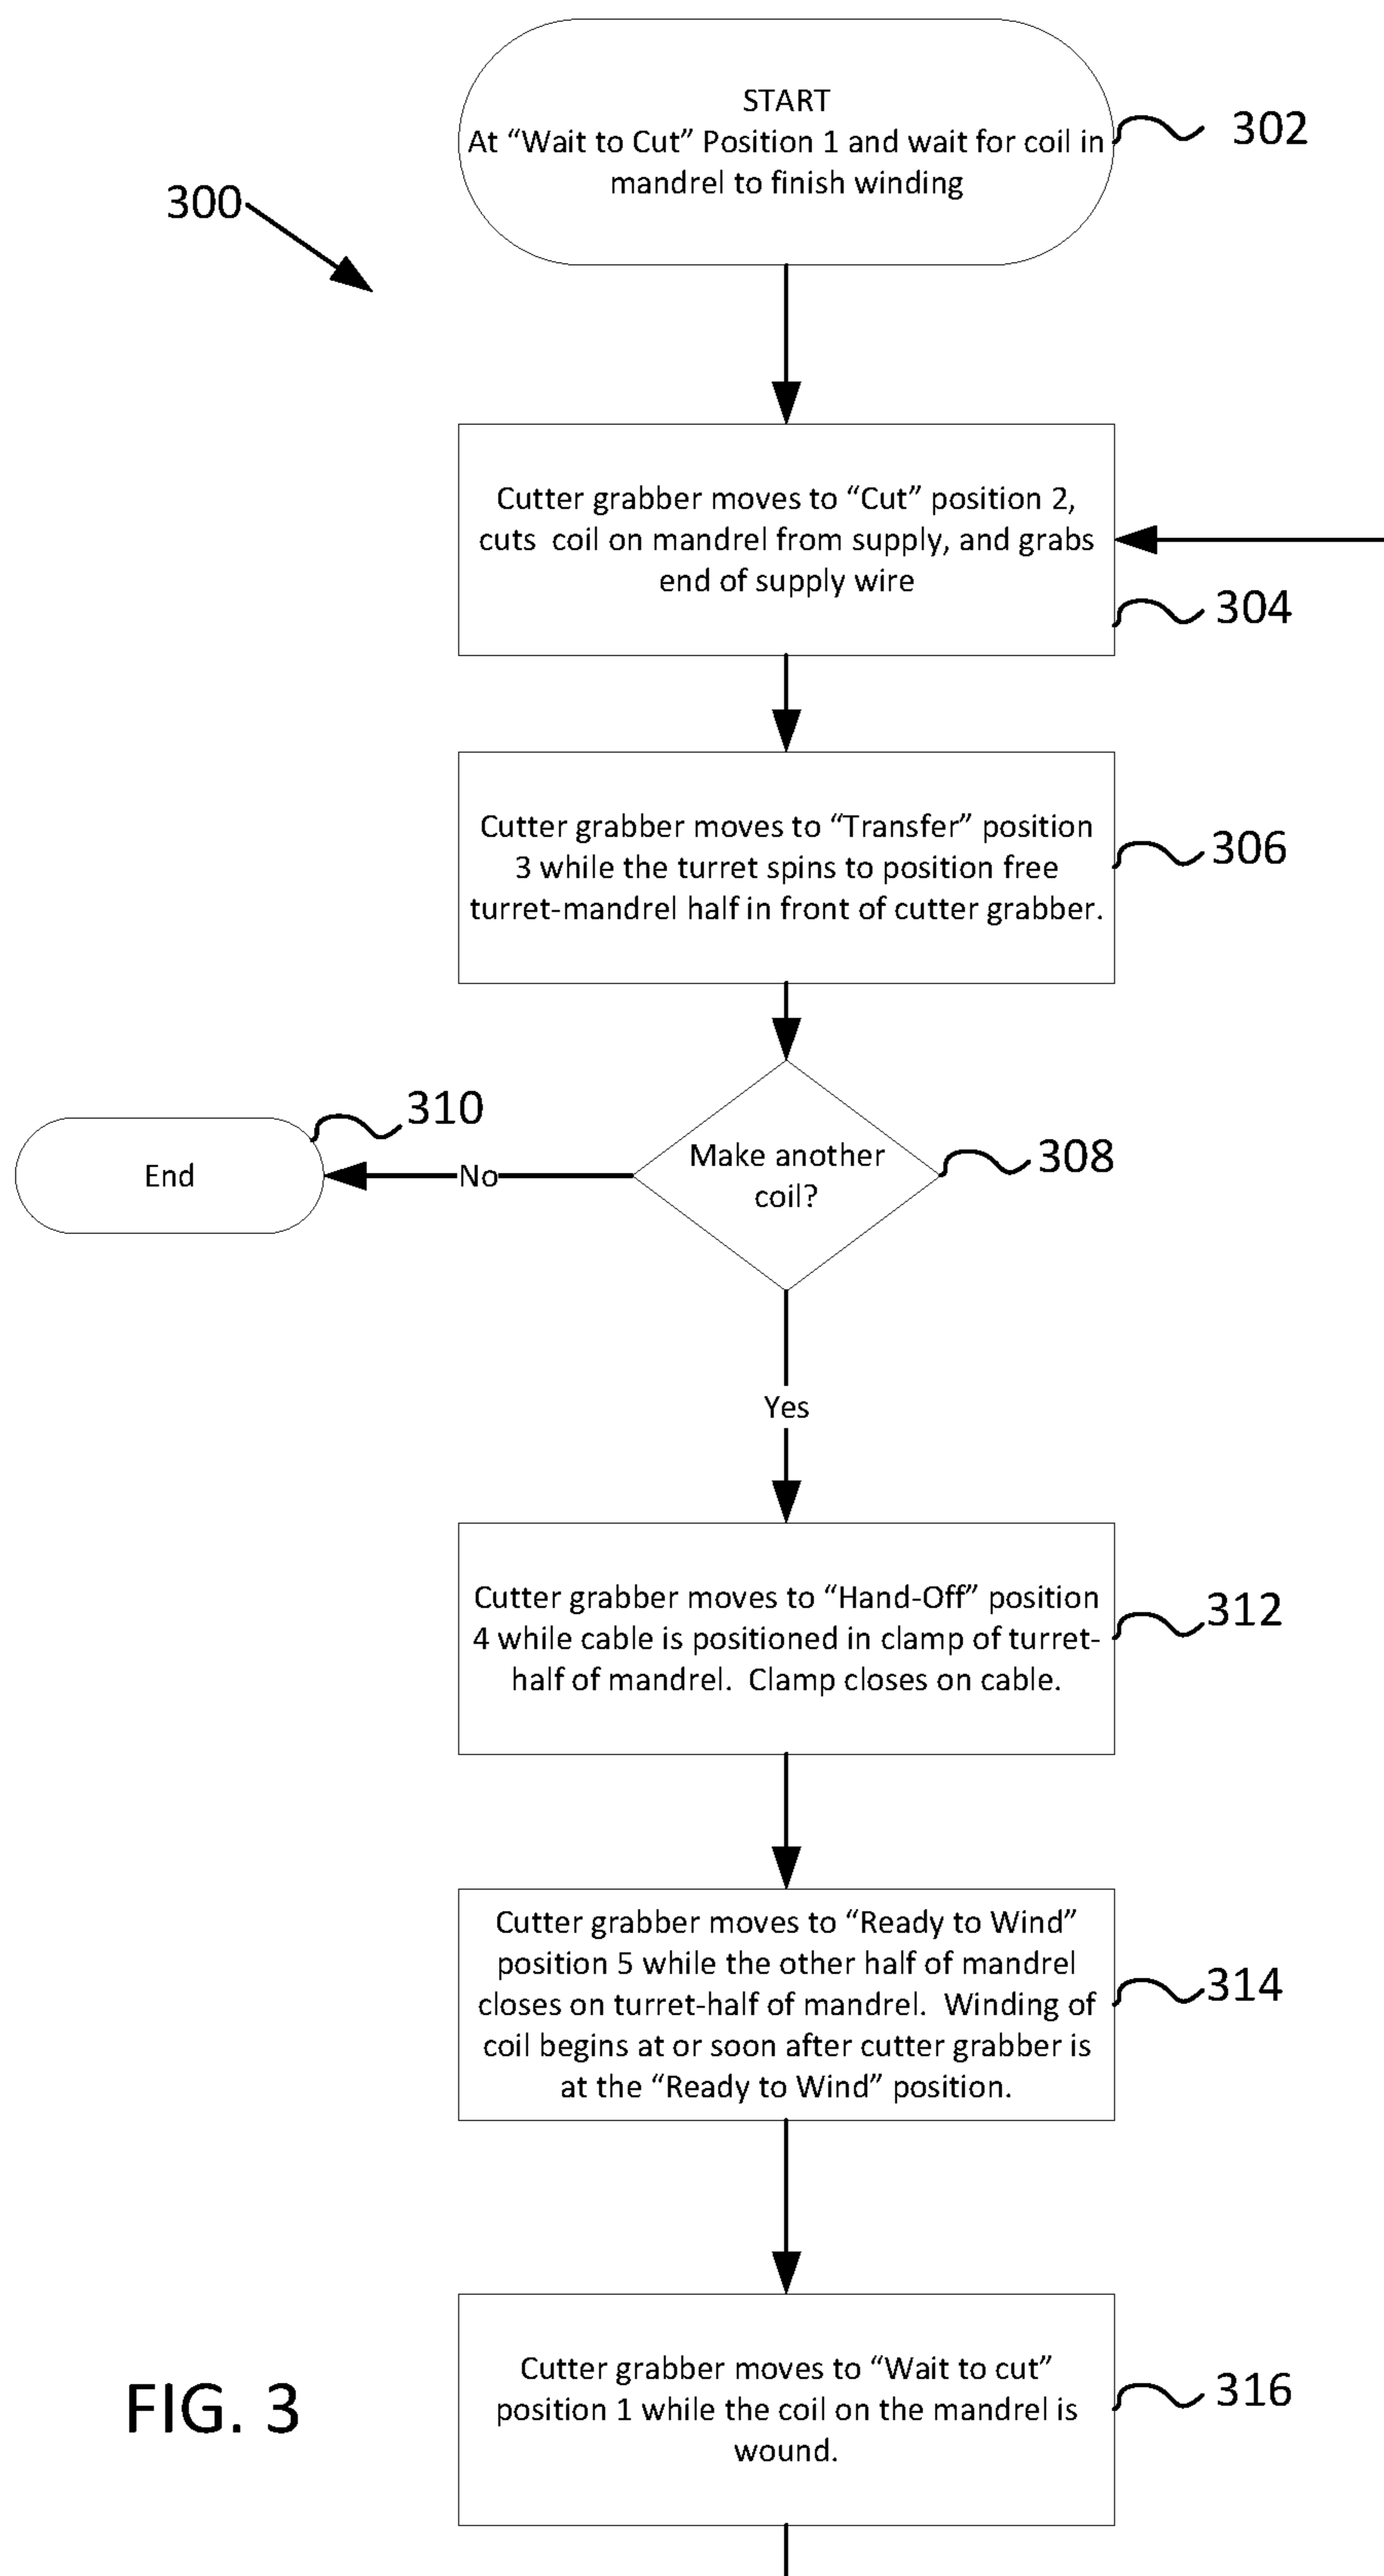 START
At “Wait to Cut” Position 1 and wait for coil in
mandrel to finish winding
302
300
Cutter grabber moves to “Cut” position 2,
cuts coil on mandrel from supply, and grabs
end of supply wire
304
Cutter grabber moves to “Transfer” position
3 while the turret spins to position free
turret-mandrel half in front of cutter grabber.
306
310
End
No
Make another
coil?
308
Yes
Cutter grabber moves to “Hand-Off” position
4 while cable is positioned in clamp of turret-
half of mandrel. Clamp closes on cable.
312
Cutter grabber moves to “Ready to Wind”
position 5 while the other half of mandrel
closes on turret-half of mandrel. Winding of
coil begins at or soon after cutter grabber is
at the “Ready to Wind” position.
314
Cutter grabber moves to “Wait to cut”
position 1 while the coil on the mandrel is
wound.
316
FIG. 3